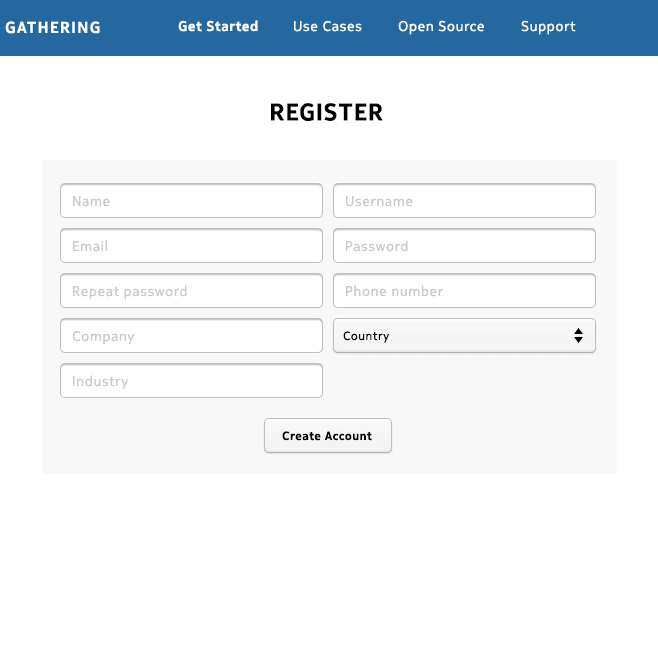 GATHERING Get Started Use Cases Open Source Support
REGISTER
Name Username
Email Password
Repeat password Phone number
Company Country
Industry
Create Account